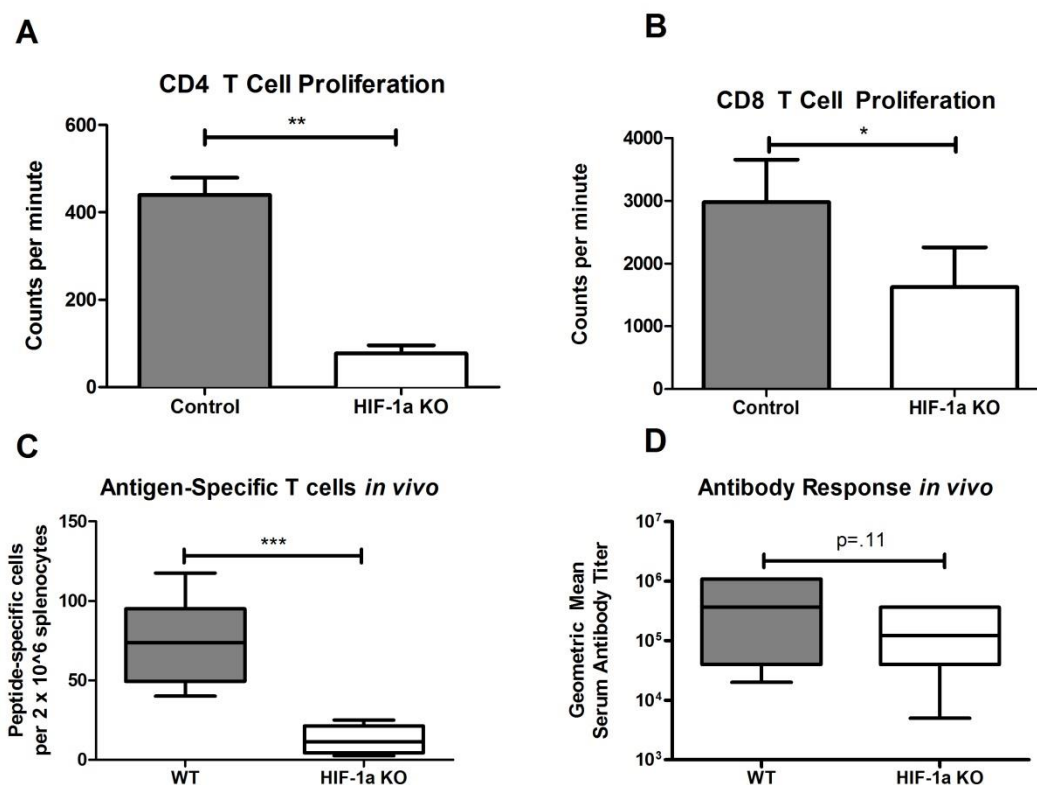 A
CD4 T Cell Proliferation
Counts per minute
600
400
200
0
**
Control
HIF-1a KO
B
CD8 T Cell Proliferation
Counts per minute
4000
3000
2000
1000
0
*
Control
HIF-1a KO
C
Antigen-Specific T cells in vivo
Peptide-specific cells
per 2 x 10^6 splenocytes
150
100
50
0
***
WT
HIF-1a KO
D
Antibody Response in vivo
Geometric Mean
Serum Antibody Titer
10⁷
10⁶
10⁵
10⁴
10³
p=.11
WT
HIF-1a KO